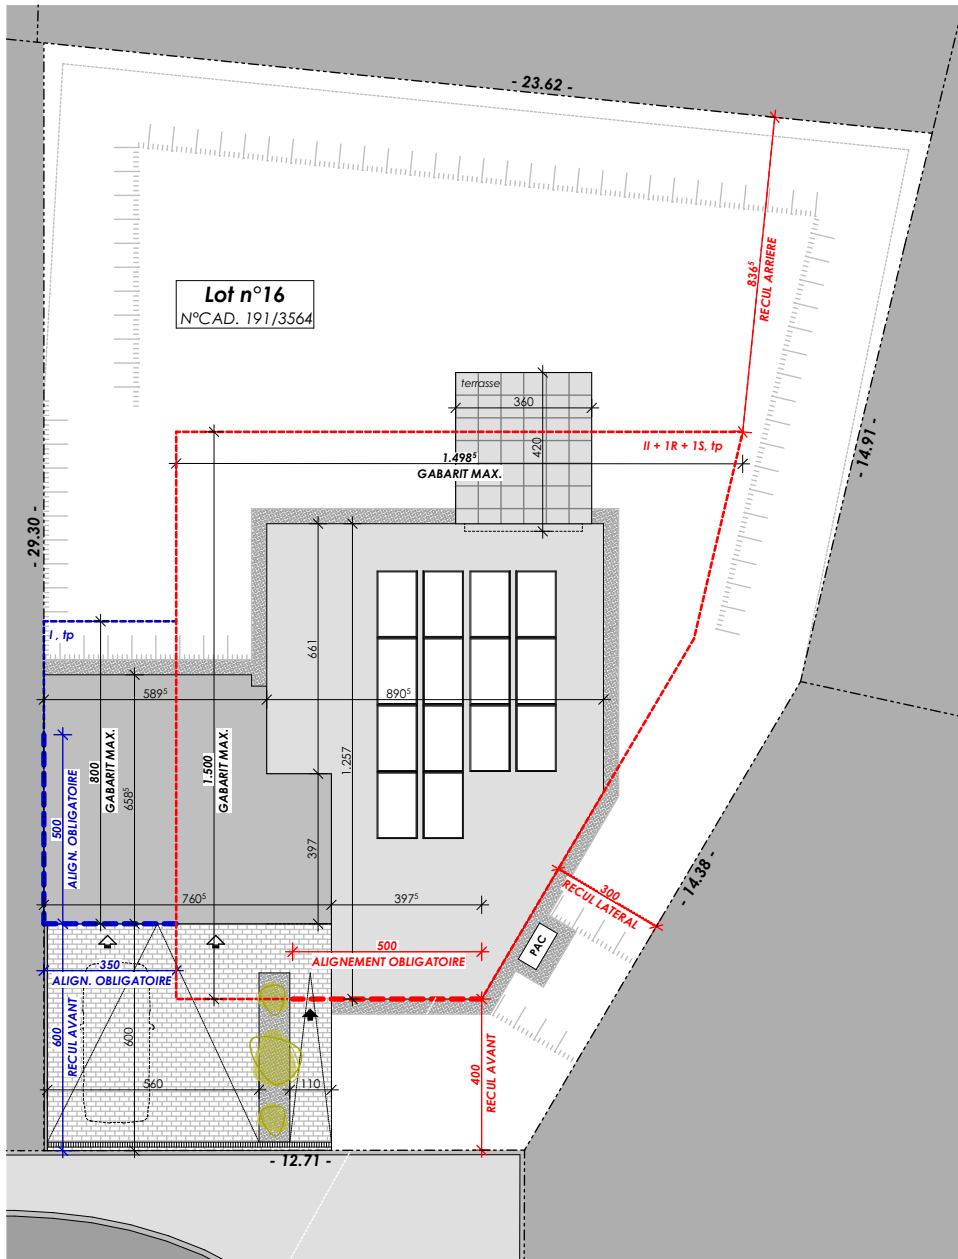 - 23.62 -
836⁵
RECUL ARRIERE
Lot n°16
N°CAD. 191/3564
terrasse
360
420
II + 1R + 1S, tp
1.498⁵
GABARIT MAX.
- 14.91 -
- 29.30 -
I , tp
661
589⁵
890⁵
800
GABARIT MAX.
658⁵
1.500
GABARIT MAX.
1.257
500
ALIGN. OBLIGATOIRE
397
760⁵
397⁵
300
RECUL LATERAL
- 14.38 -
PAC
500
ALIGNEMENT OBLIGATOIRE
350
ALIGN. OBLIGATOIRE
600
RECUL AVANT
600
400
RECUL AVANT
560
110
- 12.71 -